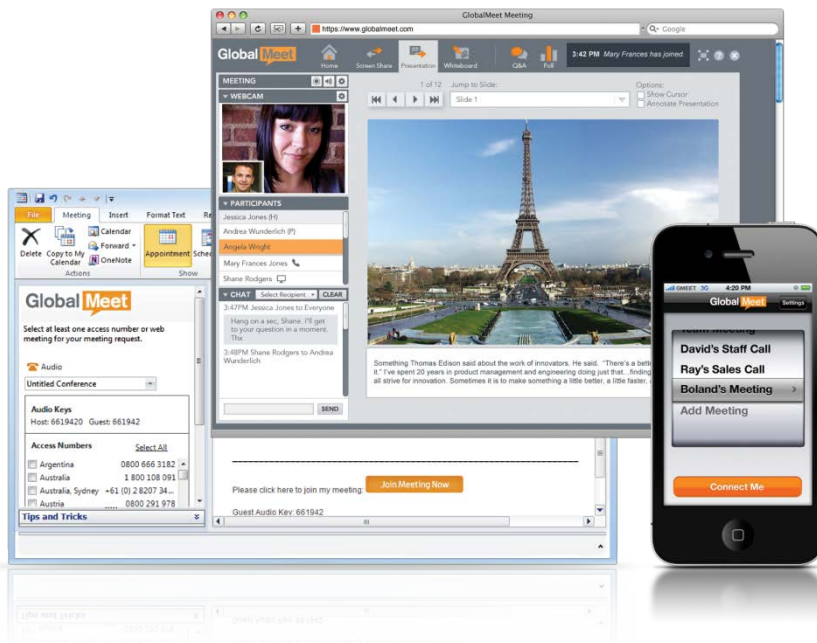 GlobalMeet Meeting
https://www.globalmeet.com
Google
Global Meet
Home
Screen Share
Presentation
Whiteboard
Q&A
Poll
3:42 PM Mary Frances has joined.
MEETING
WEBCAM
1 of 12 Jump to Slide:
Slide 1
Options:
Show Cursor
Annotate Presentation
PARTICIPANTS
Jessica Jones (H)
Andrea Wunderlich (P)
Angela Wright
Mary Frances Jones
Shane Rodgers
CHAT Select Recipient CLEAR
3:47PM Jessica Jones to Everyone
Hang on a sec, Shane. I'll get
to your question in a moment.
Thx
3:48PM Shane Rodgers to Andrea
Wunderlich
SEND
Something Thomas Edison said about the work of innovators. He said. "There's a
it." I've spent 20 years in product management and engineering doing just that...finding
all strive for innovation. Sometimes it is to make something a little better, a little faster,
File Meeting Insert Format Text
Delete
Copy to My
Calendar
Calendar
Forward
OneNote
Actions
Appointment
Show
Global Meet
Select at least one access number or web
meeting for your meeting request.
Audio
Untitled Conference
Audio Keys
Host: 6619420 Guest: 661942
Access Numbers Select All
Argentina 0800 666 3182
Australia 1 800 108 091
Australia, Sydney +61 (0) 2 8207 34...
Austria 0800 291 978
Tips and Tricks
Please click here to join my meeting: Join Meeting Now
Guest Audio Key: 661942
GMEET 3G 4:20 PM
Global Meet Settings
Team Meeting
David's Staff Call
Ray's Sales Call
Boland's Meeting
Add Meeting
Connect Me